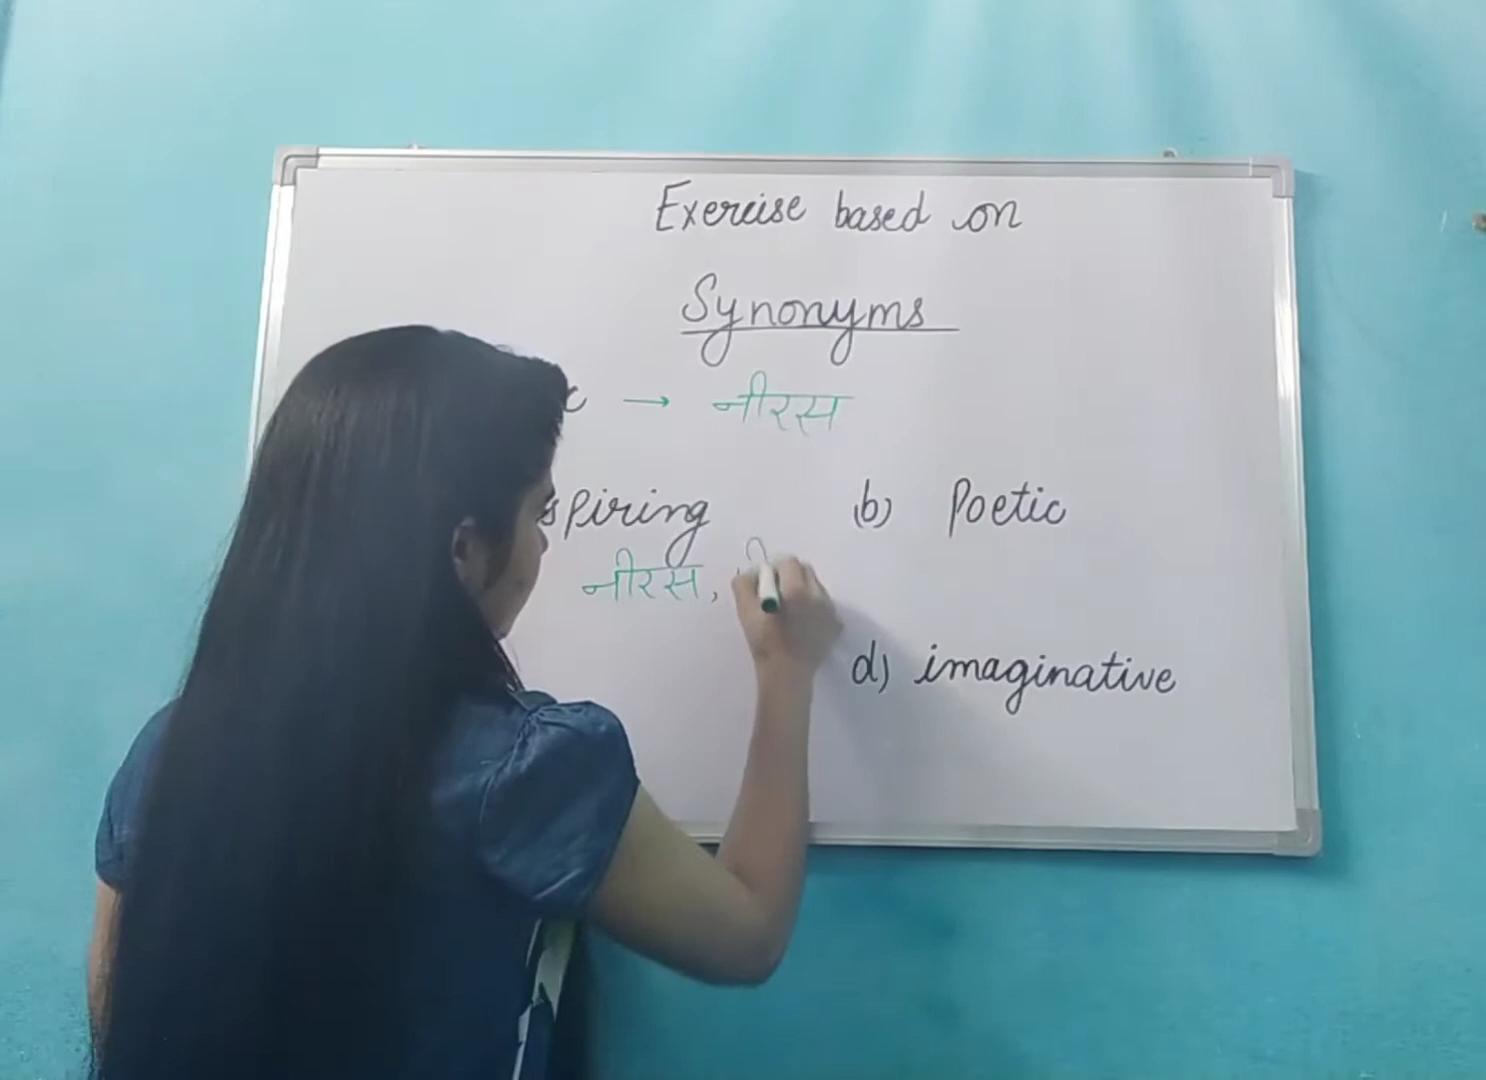 Exercise based on
Synonyms
c → नीरस
spiring (b) Poetic
नीरस,
d) imaginative